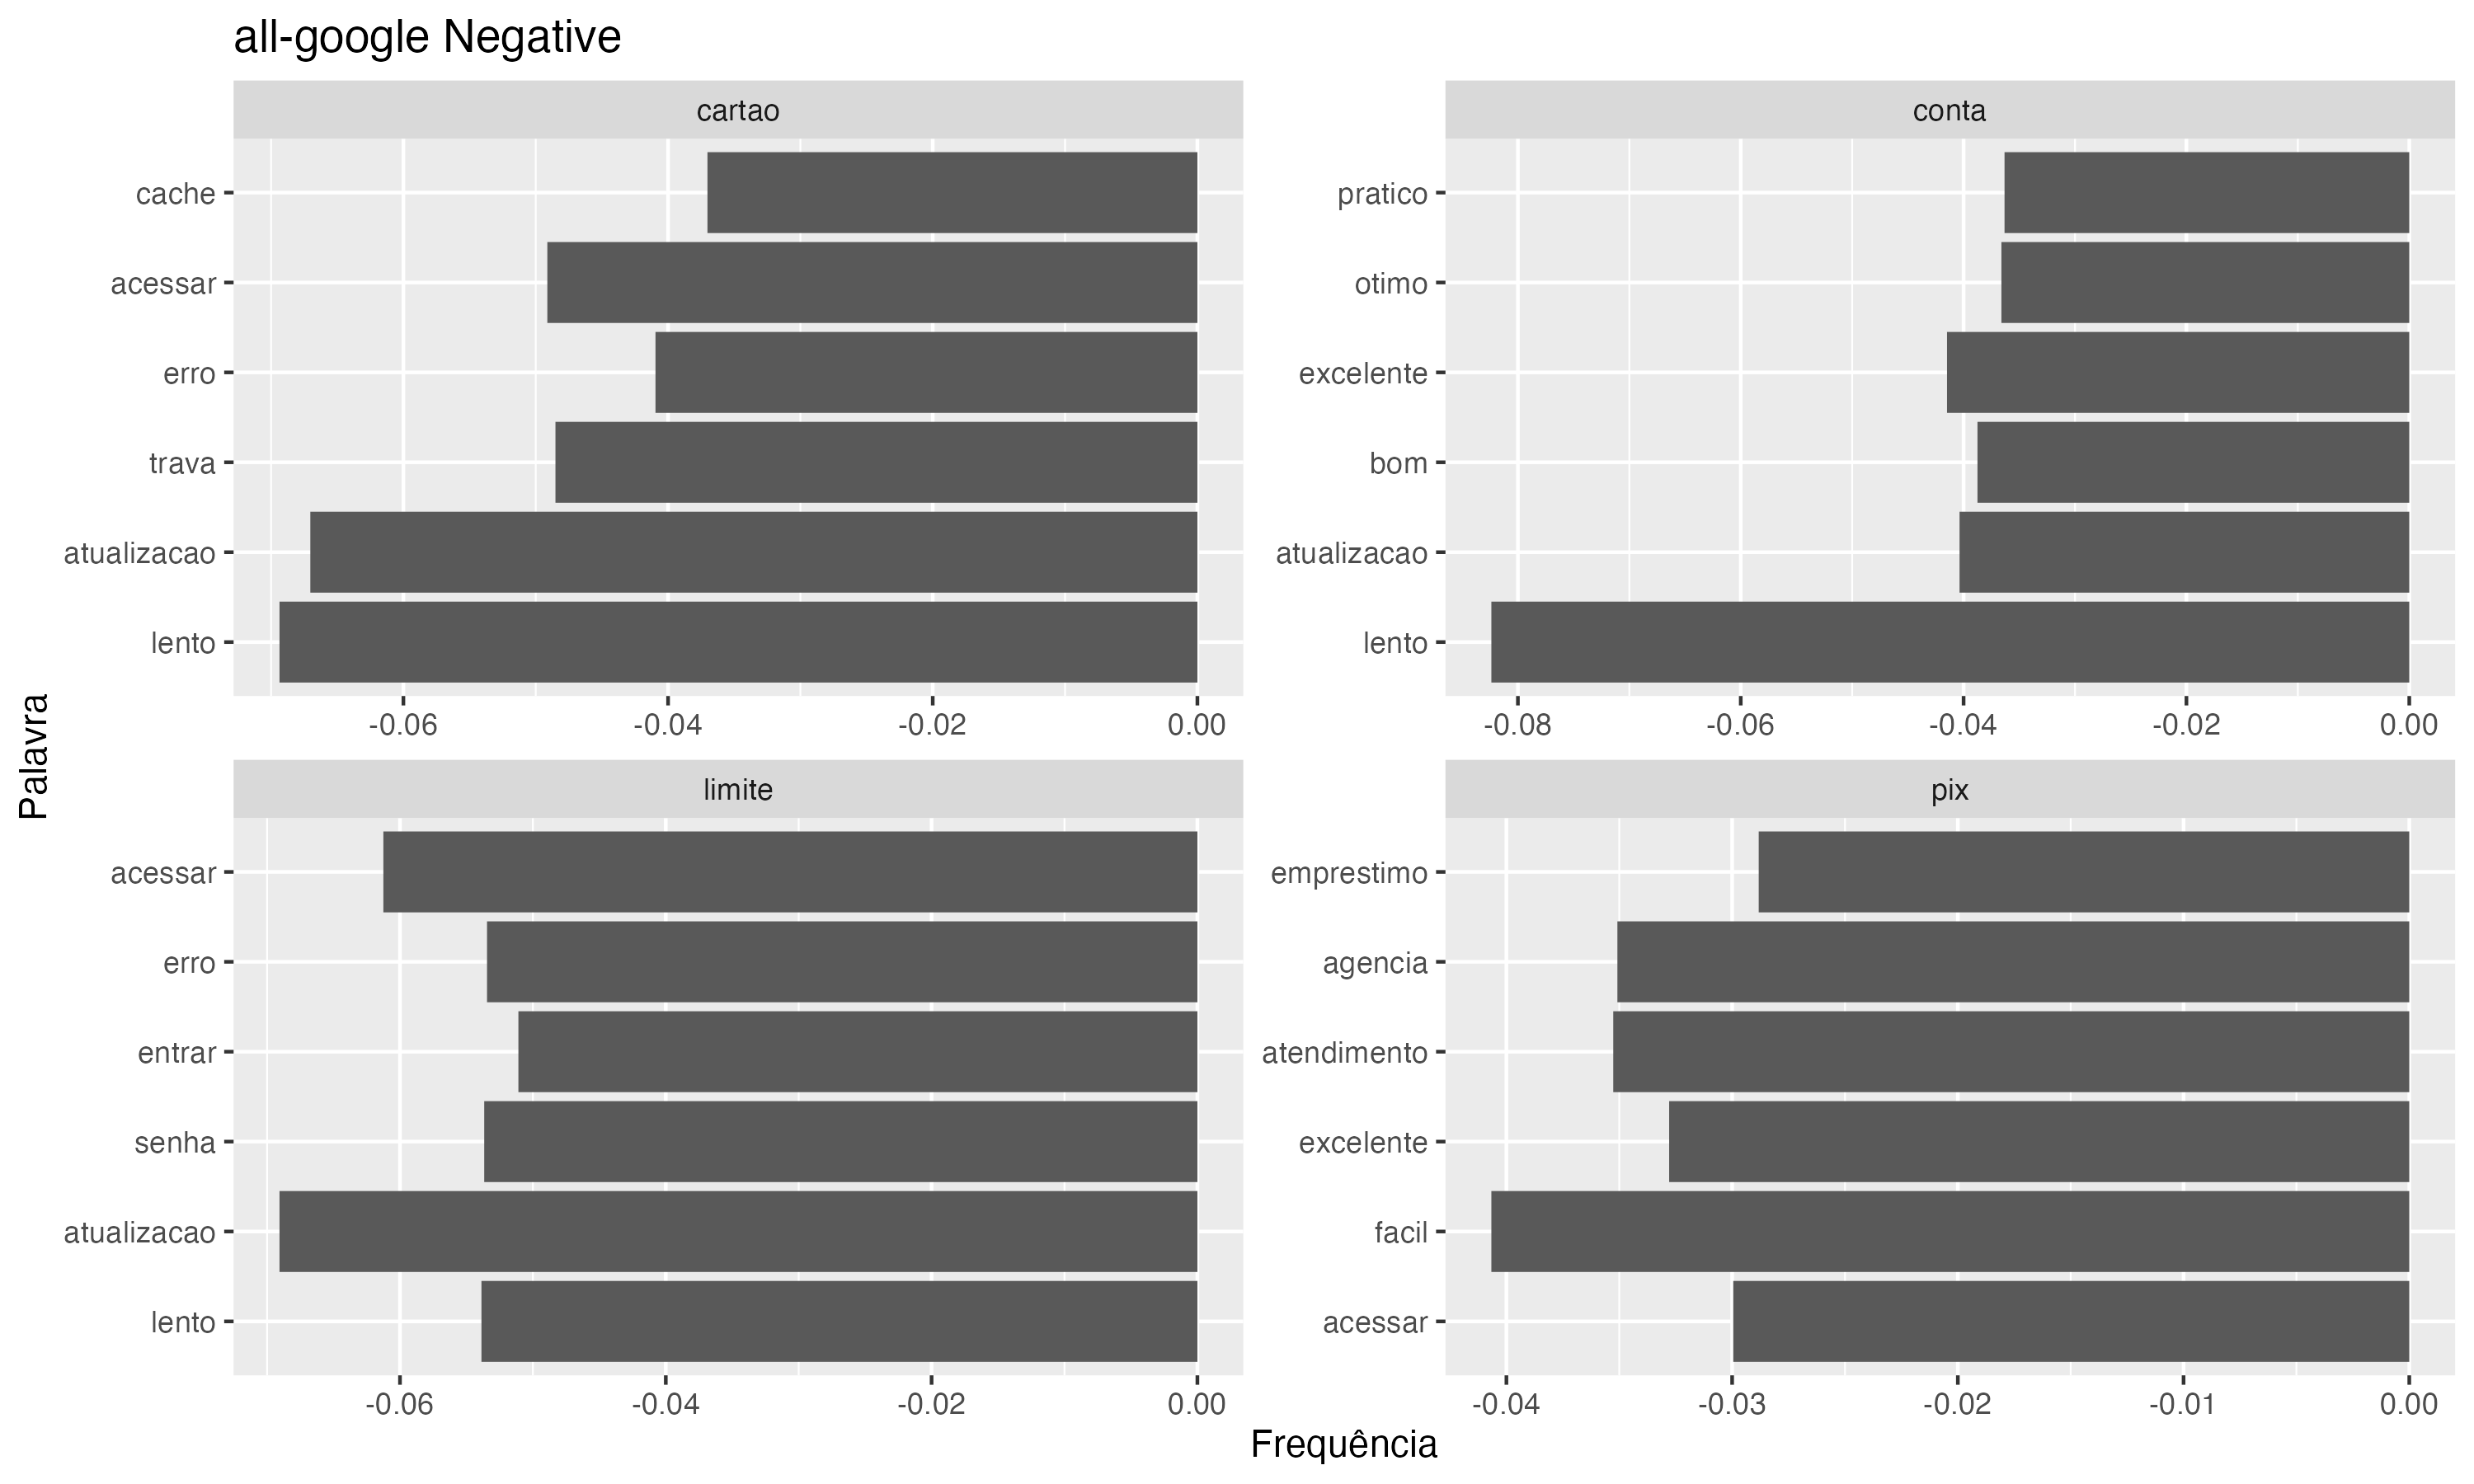 all-google Negative
cartao
cache
acessar
erro
trava
atualizacao
lento
-0.06 -0.04 -0.02 0.00
conta
pratico
otimo
excelente
bom
atualizacao
lento
-0.08 -0.06 -0.04 -0.02 0.00
limite
acessar
erro
entrar
senha
atualizacao
lento
-0.06 -0.04 -0.02 0.00
pix
emprestimo
agencia
atendimento
excelente
facil
acessar
-0.04 -0.03 -0.02 -0.01 0.00
Palavra
Frequência